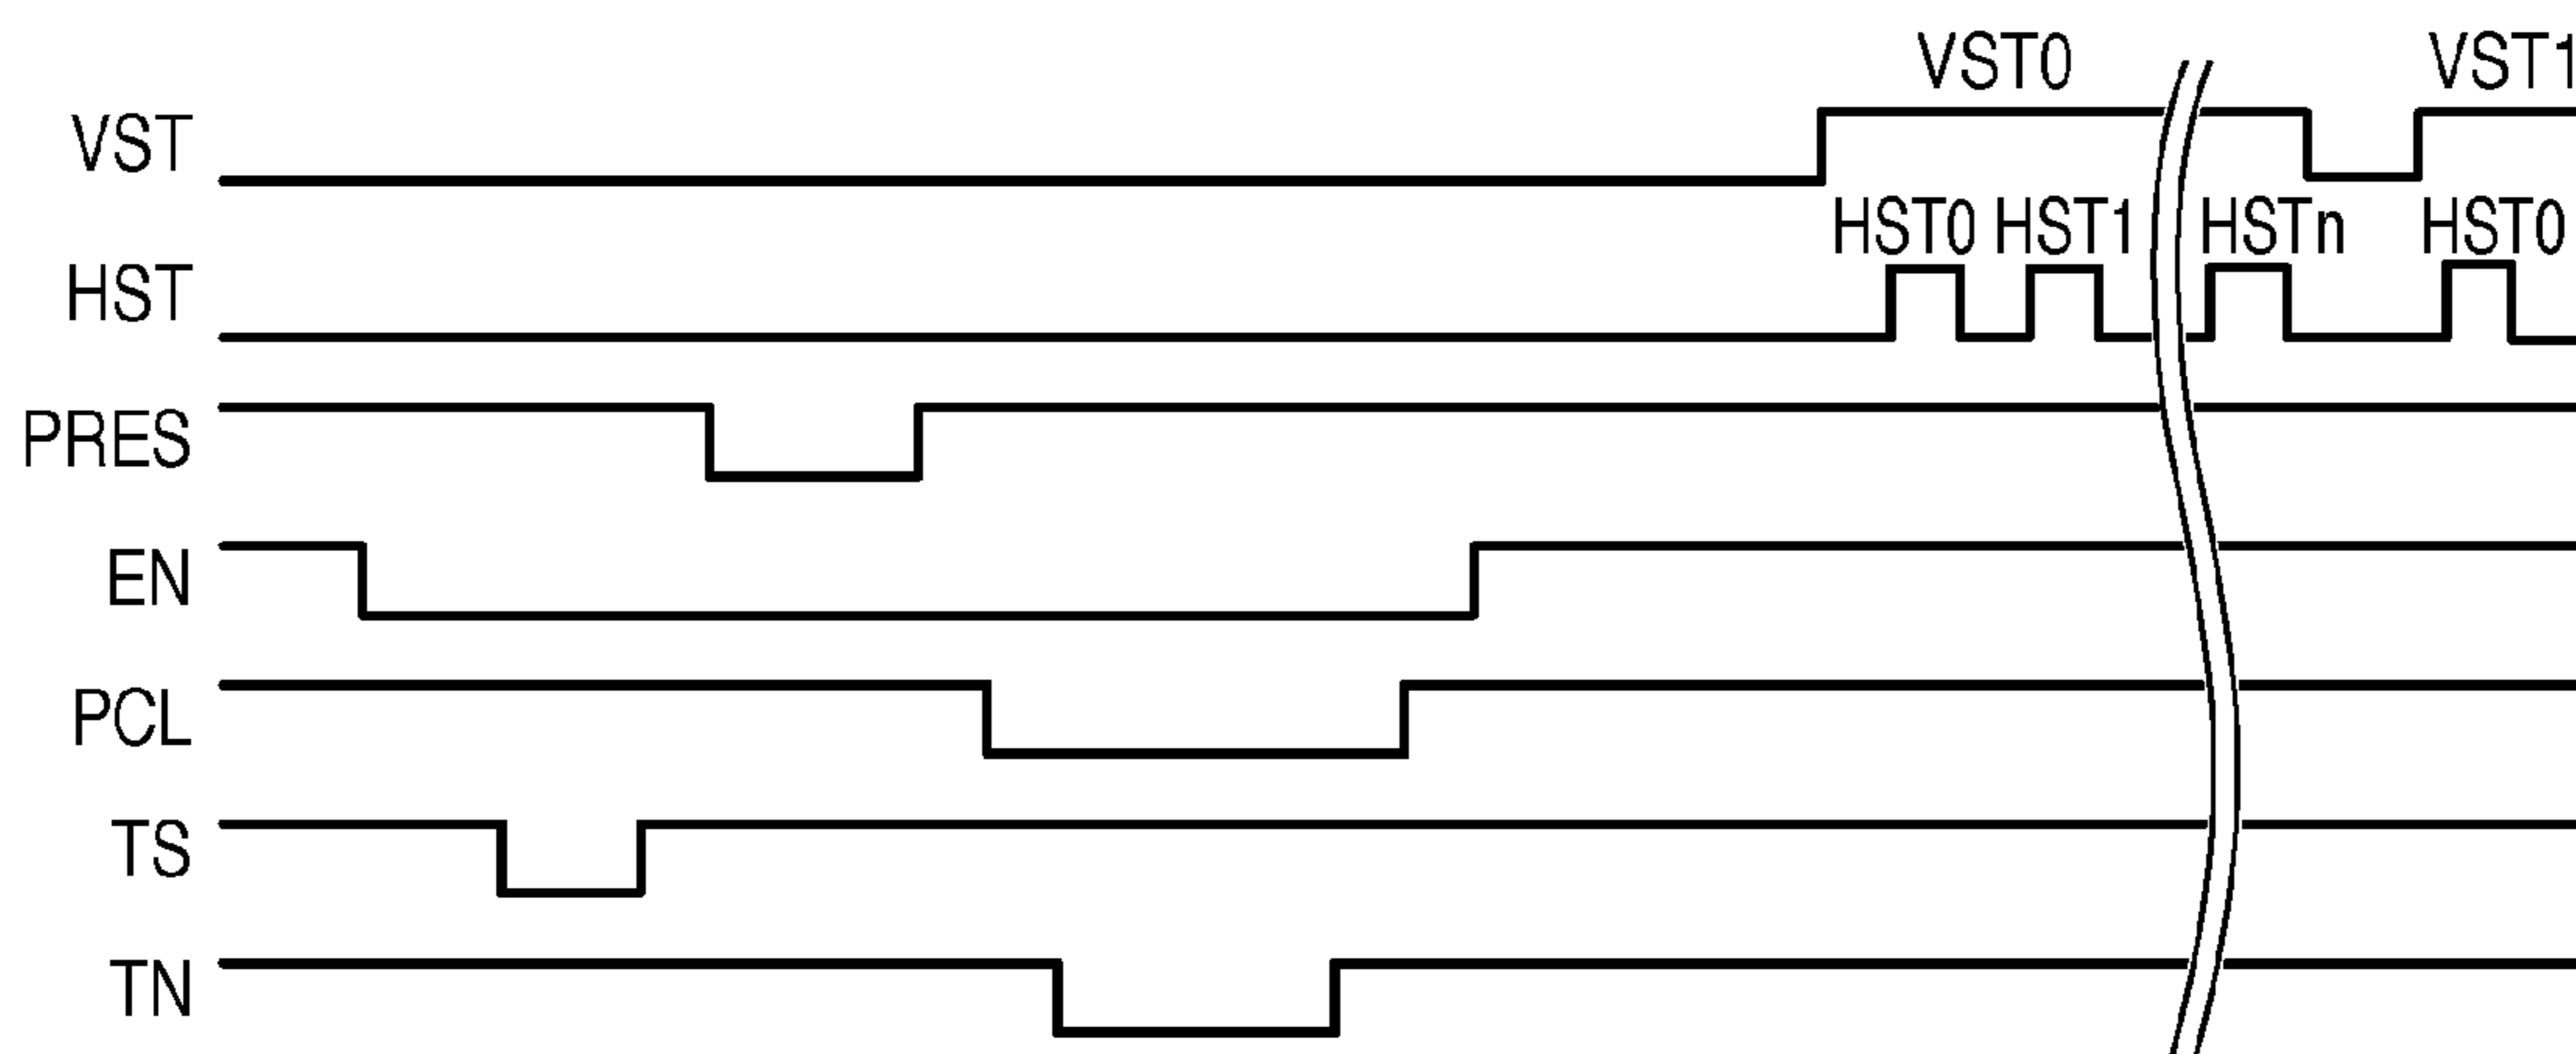 VST0 VST1
VST
HST0 HST1 HSTn HST0
HST
PRES
EN
PCL
TS
TN